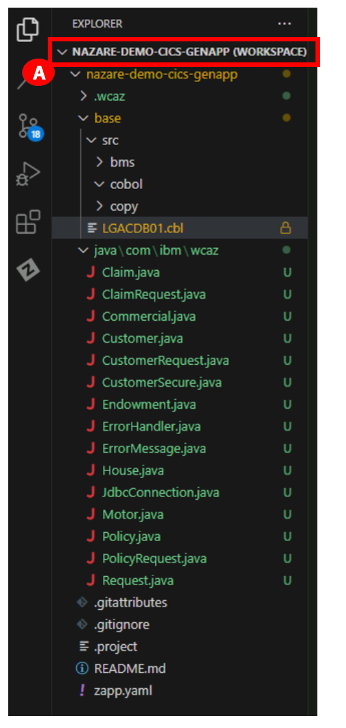 EXPLORER ...
NAZARE-DEMO-CICS-GENAPP (WORKSPACE)
A
nazare-demo-cics-genapp
.wcaz
base
18
src
bms
cobol
copy
LGACDB01.cbl
java\com\ibm\wcaz
J Claim.java U
J ClaimRequest.java U
J Commercial.java U
J Customer.java U
J CustomerRequest.java U
J CustomerSecure.java U
J Endowment.java U
J ErrorHandler.java U
J ErrorMessage.java U
J House.java U
J JdbcConnection.java U
J Motor.java U
J Policy.java U
J PolicyRequest.java U
J Request.java U
.gitattributes
.gitignore
.project
README.md
! zapp.yaml